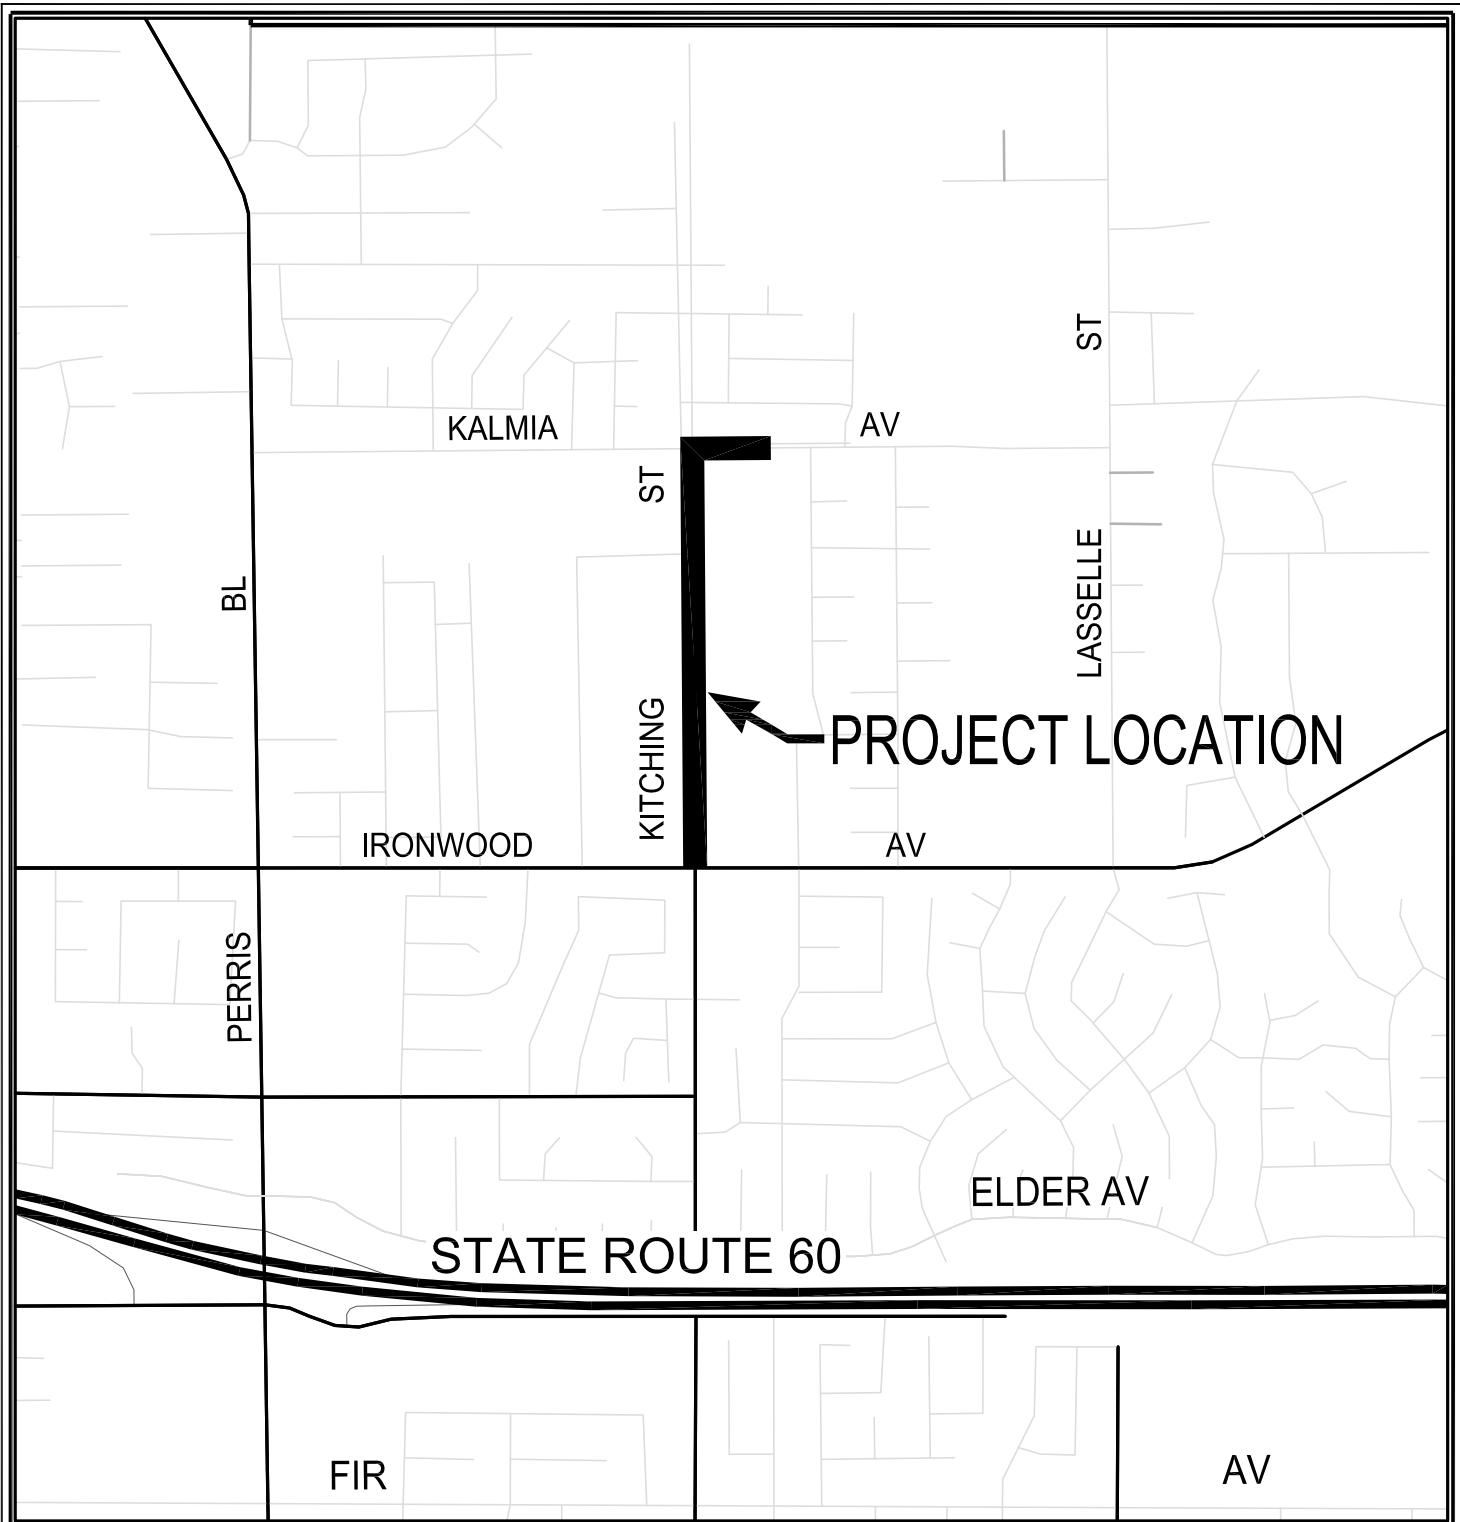 ST
KALMIA
AV
ST
LASSELLE
BL
KITCHING
PROJECT LOCATION
IRONWOOD
AV
PERRIS
ELDER AV
STATE ROUTE 60
FIR
AV